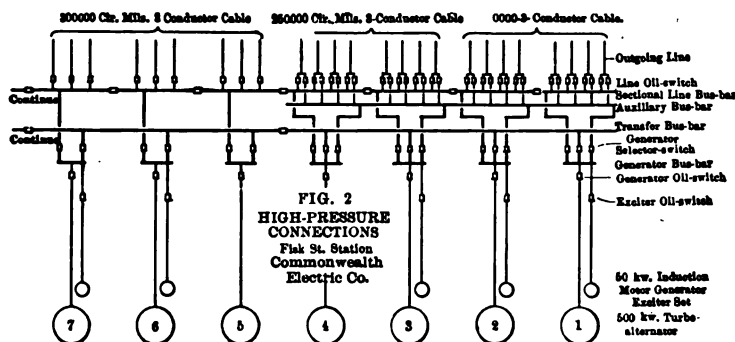 300000 Cir. Mils. 3 Conductor Cable
250000 Cir. Mils. 3-Conductor Cable
0000-3- Conductor Cable.
Outgoing Line
Line Oil-switch
Sectional Line Bus-bar
Auxiliary Bus-bar
Continue
Transfer Bus-bar
Continue
Generator
Selector-switch
Generator Bus-bar
Generator Oil-switch
Exciter Oil-switch
FIG. 2
HIGH-PRESSURE
CONNECTIONS
Fisk St. Station
Commonwealth
Electric Co.
50 kw. Induction
Motor Generator
Exciter Set
500 kw. Turbo-
alternator
7
6
5
4
3
2
1